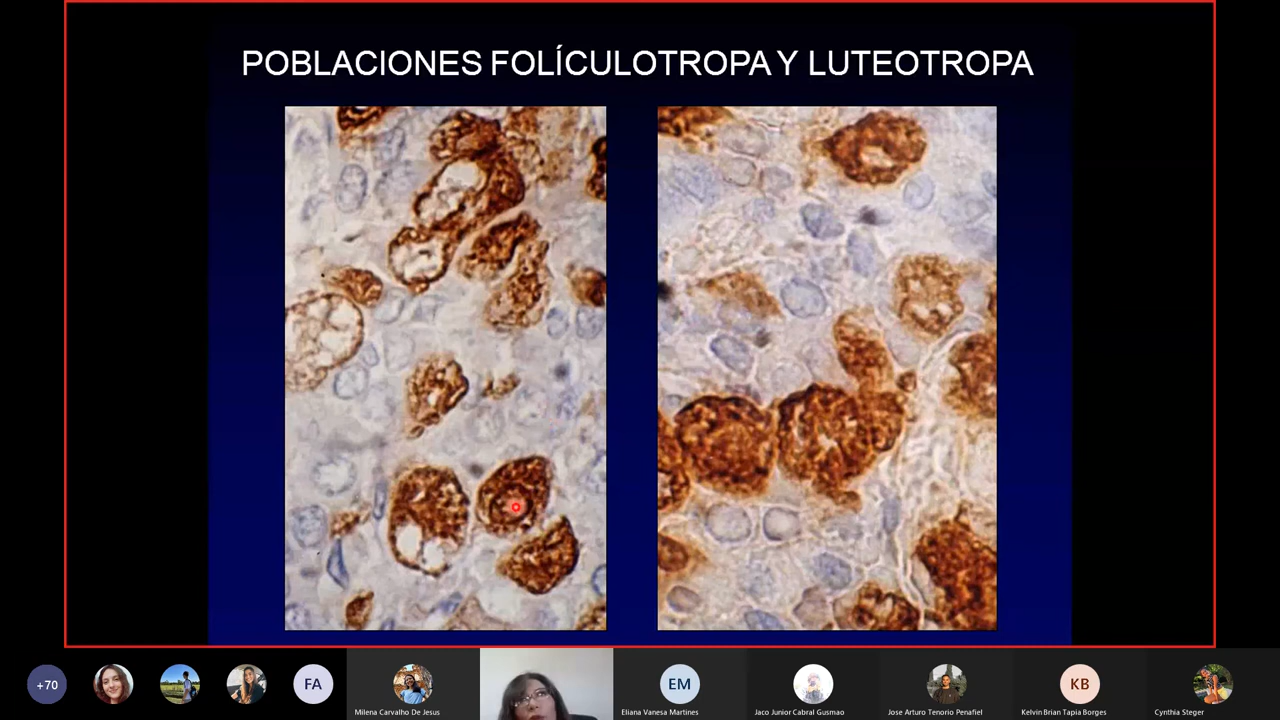 POBLACIONES FOLÍCULOTROPA Y LUTEOTROPA
+70
FA
Milena Carvalho De Jesus
EM
Eliana Vanesa Martines
Jaco Junior Cabral Gusmao
Jose Arturo Tenorio Penafiel
KB
Kelvin Brian Tapia Borges
Cynthia Steger